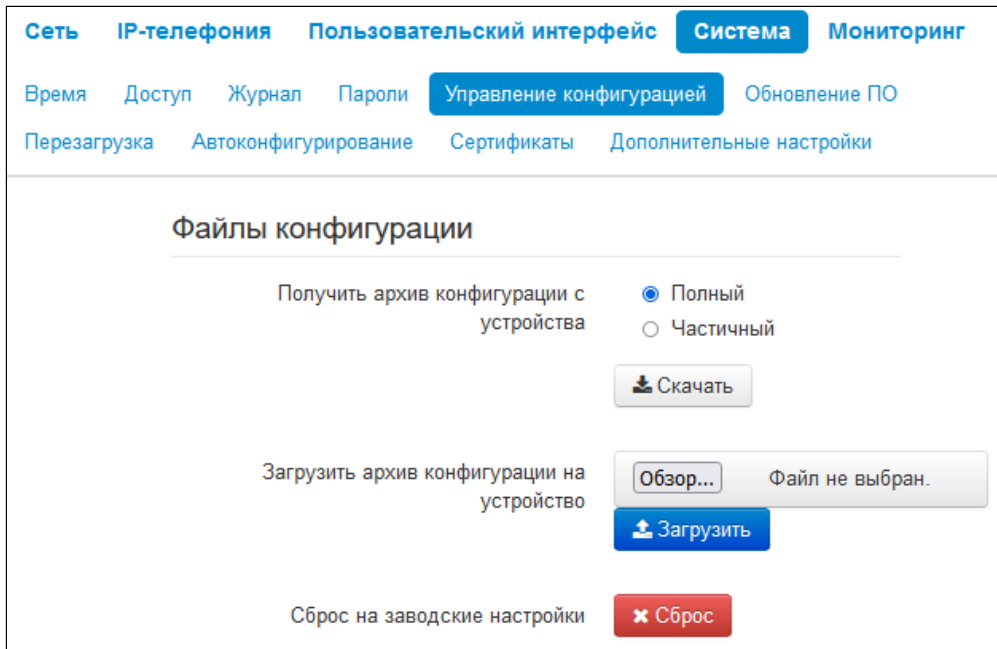 Сеть IP-телефония Пользовательский интерфейс Система Мониторинг
Время Доступ Журнал Пароли Управление конфигурацией Обновление ПО
Перезагрузка Автоконфигурирование Сертификаты Дополнительные настройки
Файлы конфигурации
Получить архив конфигурации с
устройства
Полный
Частичный
Скачать
Загрузить архив конфигурации на
устройство
Обзор... Файл не выбран.
Загрузить
Сброс на заводские настройки
Сброс